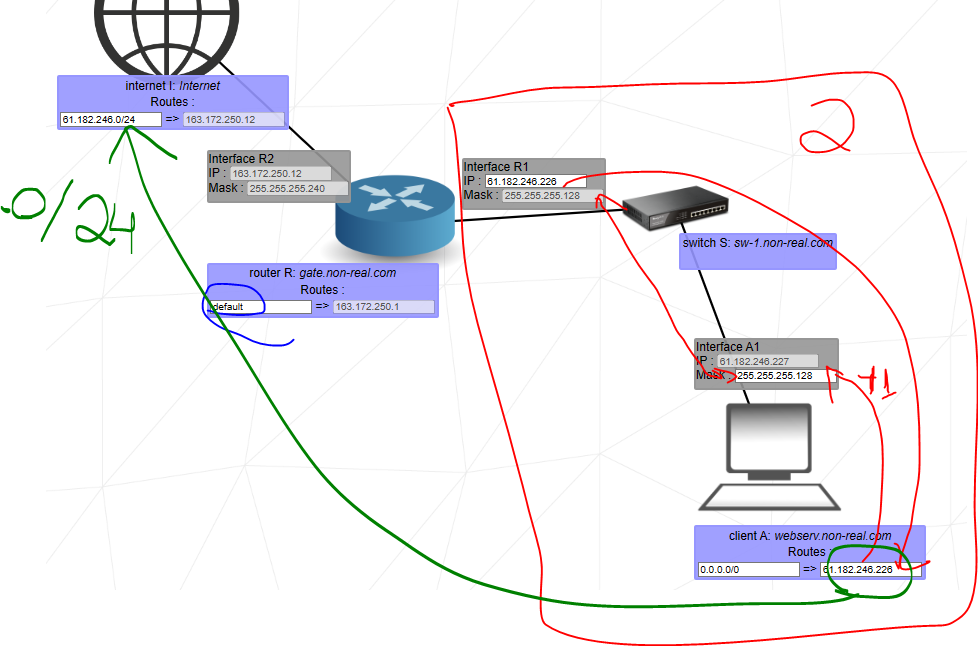 internet I: Internet
Routes :
61.182.246.0/24 => 163.172.250.12
2
Interface R2
IP : 163.172.250.12
Mask : 255.255.255.240
Interface R1
IP : 61.182.246.226
Mask : 255.255.255.128
.0/24
switch S: sw-1.non-real.com
router R: gate.non-real.com
Routes :
default => 163.172.250.1
Interface A1
IP : 61.182.246.227
Mask : 255.255.255.128
+1
client A: webserv.non-real.com
Routes :
0.0.0.0/0 => 61.182.246.226